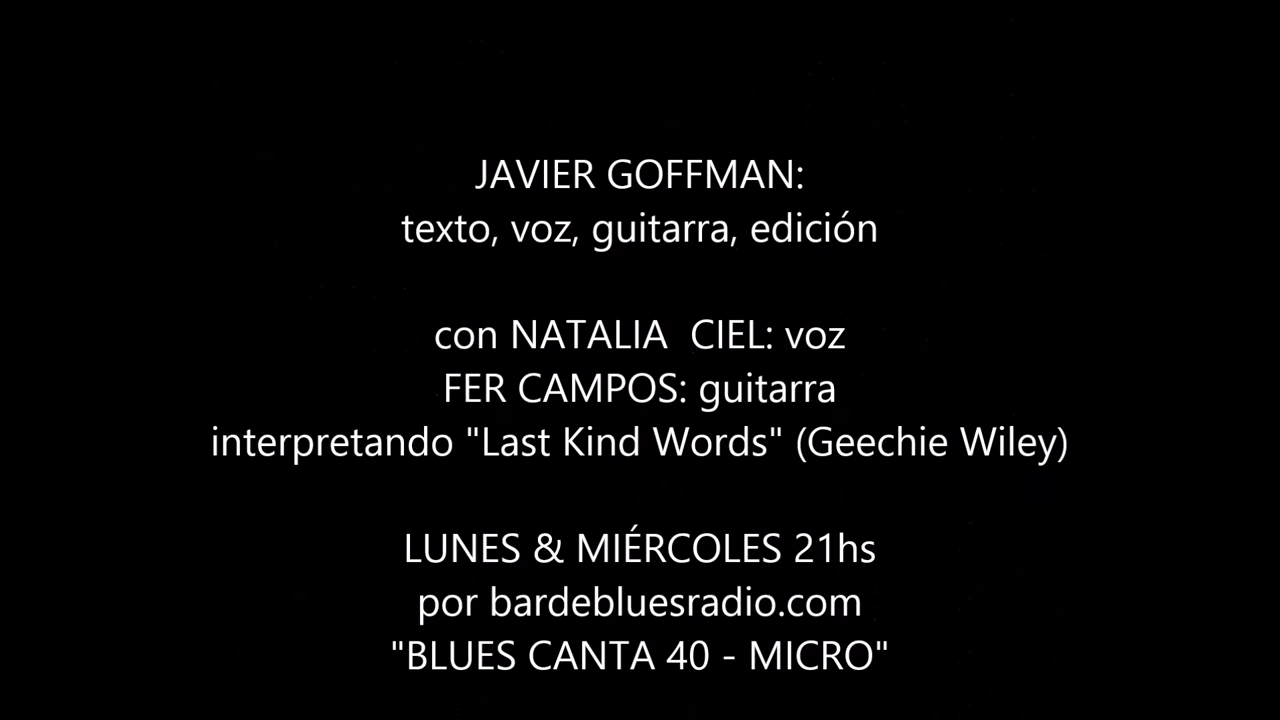 JAVIER GOFFMAN:
texto, voz, guitarra, edición
con NATALIA  CIEL: voz
FER CAMPOS: guitarra
interpretando "Last Kind Words" (Geechie Wiley)
LUNES & MIÉRCOLES 21hs
por bardebluesradio.com
"BLUES CANTA 40 - MICRO"